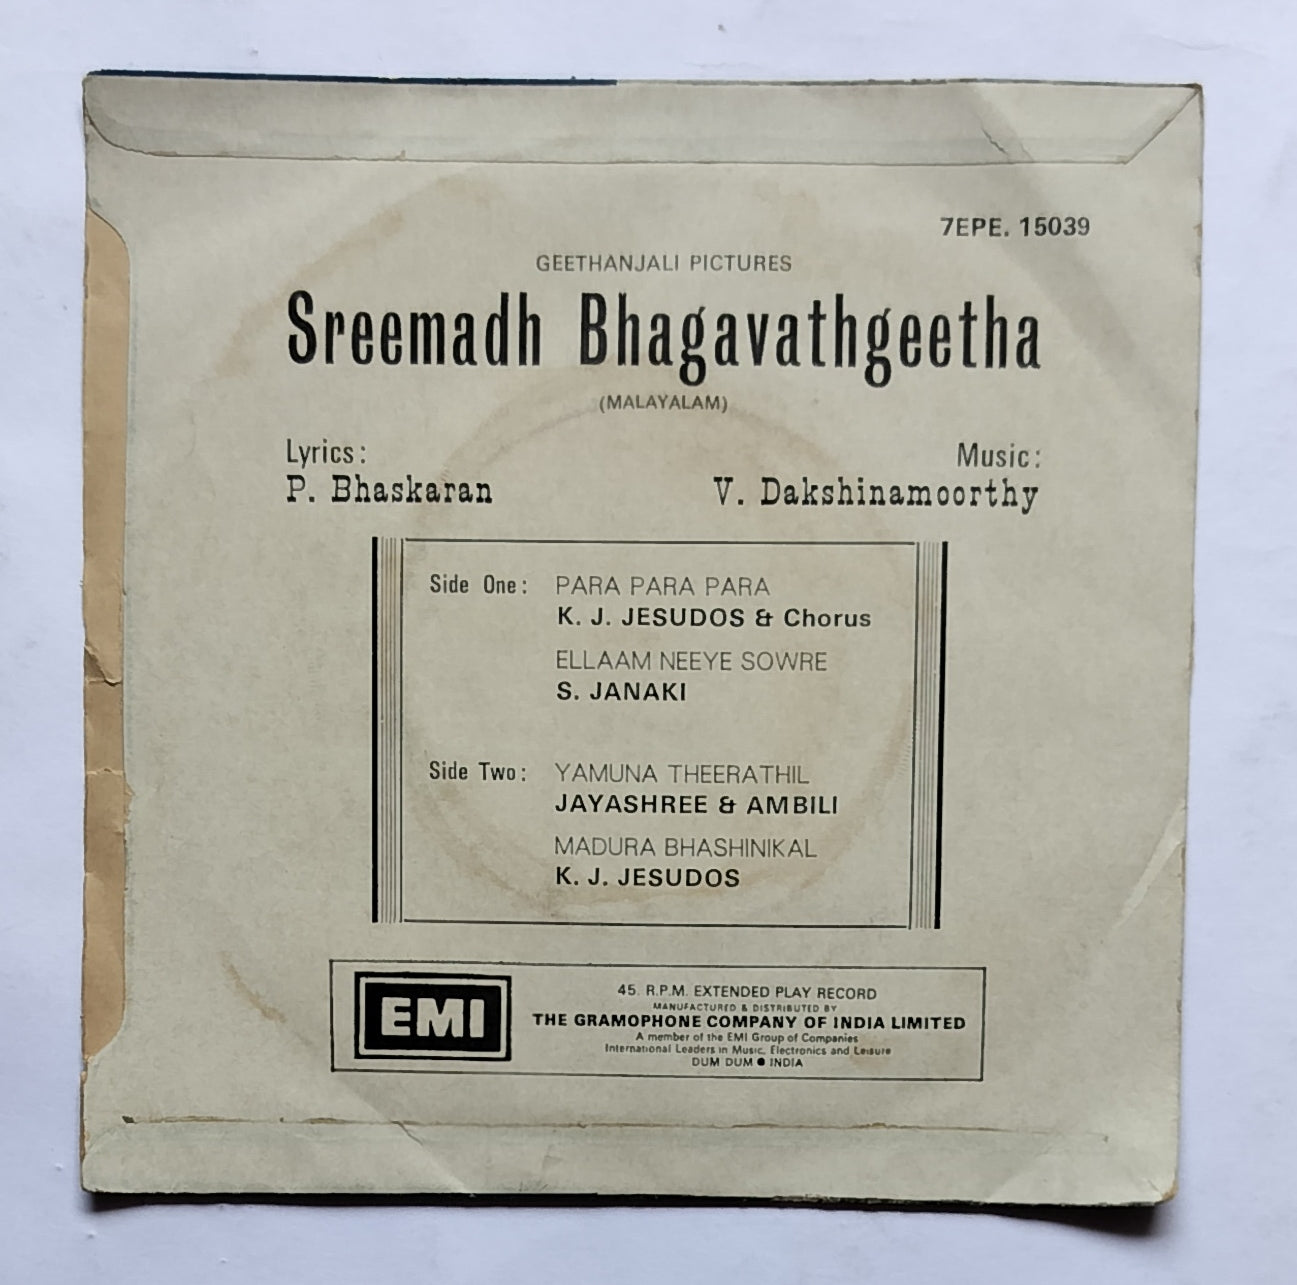 7EPE. 15039
GEETHANJALI PICTURES
Sreemadh Bhagavathgeetha
(MALAYALAM)
Lyrics:
P. Bhaskaran
Music:
V. Dakshinamoorthy
Side One: PARA PARA PARA
K. J. JESUDOS & Chorus
ELLAAM NEEYE SOWRE
S. JANAKI
Side Two: YAMUNA THEERATHIL
JAYASHREE & AMBILI
MADURA BHASHINIKAL
K. J. JESUDOS
EMI
45. R.P.M. EXTENDED PLAY RECORD
MANUFACTURED & DISTRIBUTED BY
THE GRAMOPHONE COMPANY OF INDIA LIMITED
A member of the EMI Group of Companies
International Leaders in Music, Electronics and Leisure
DUM DUM ● INDIA